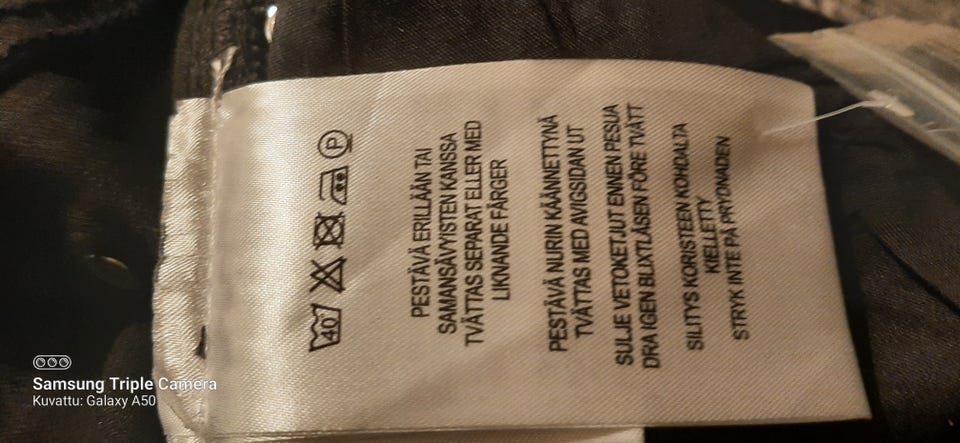 40
P
PESTÄVÄ ERILLÄÄN TAI
SAMANSÄVYISTEN KANSSA
TVÄTTAS SEPARAT ELLER MED
LIKNANDE FÄRGER
PESTÄVÄ NURIN KÄÄNNETTYNÄ
TVÄTTAS MED AVIGSIDAN UT
SULJE VETOKETJUT ENNEN PESUA
DRA IGEN BLIXTLÅSEN FÖRE TVÄTT
SILITYS KORISTEEN KOHDALTA
KIELLETTY
STRYK INTE PÅ PRYDNADEN
Samsung Triple Camera
Kuvattu: Galaxy A50